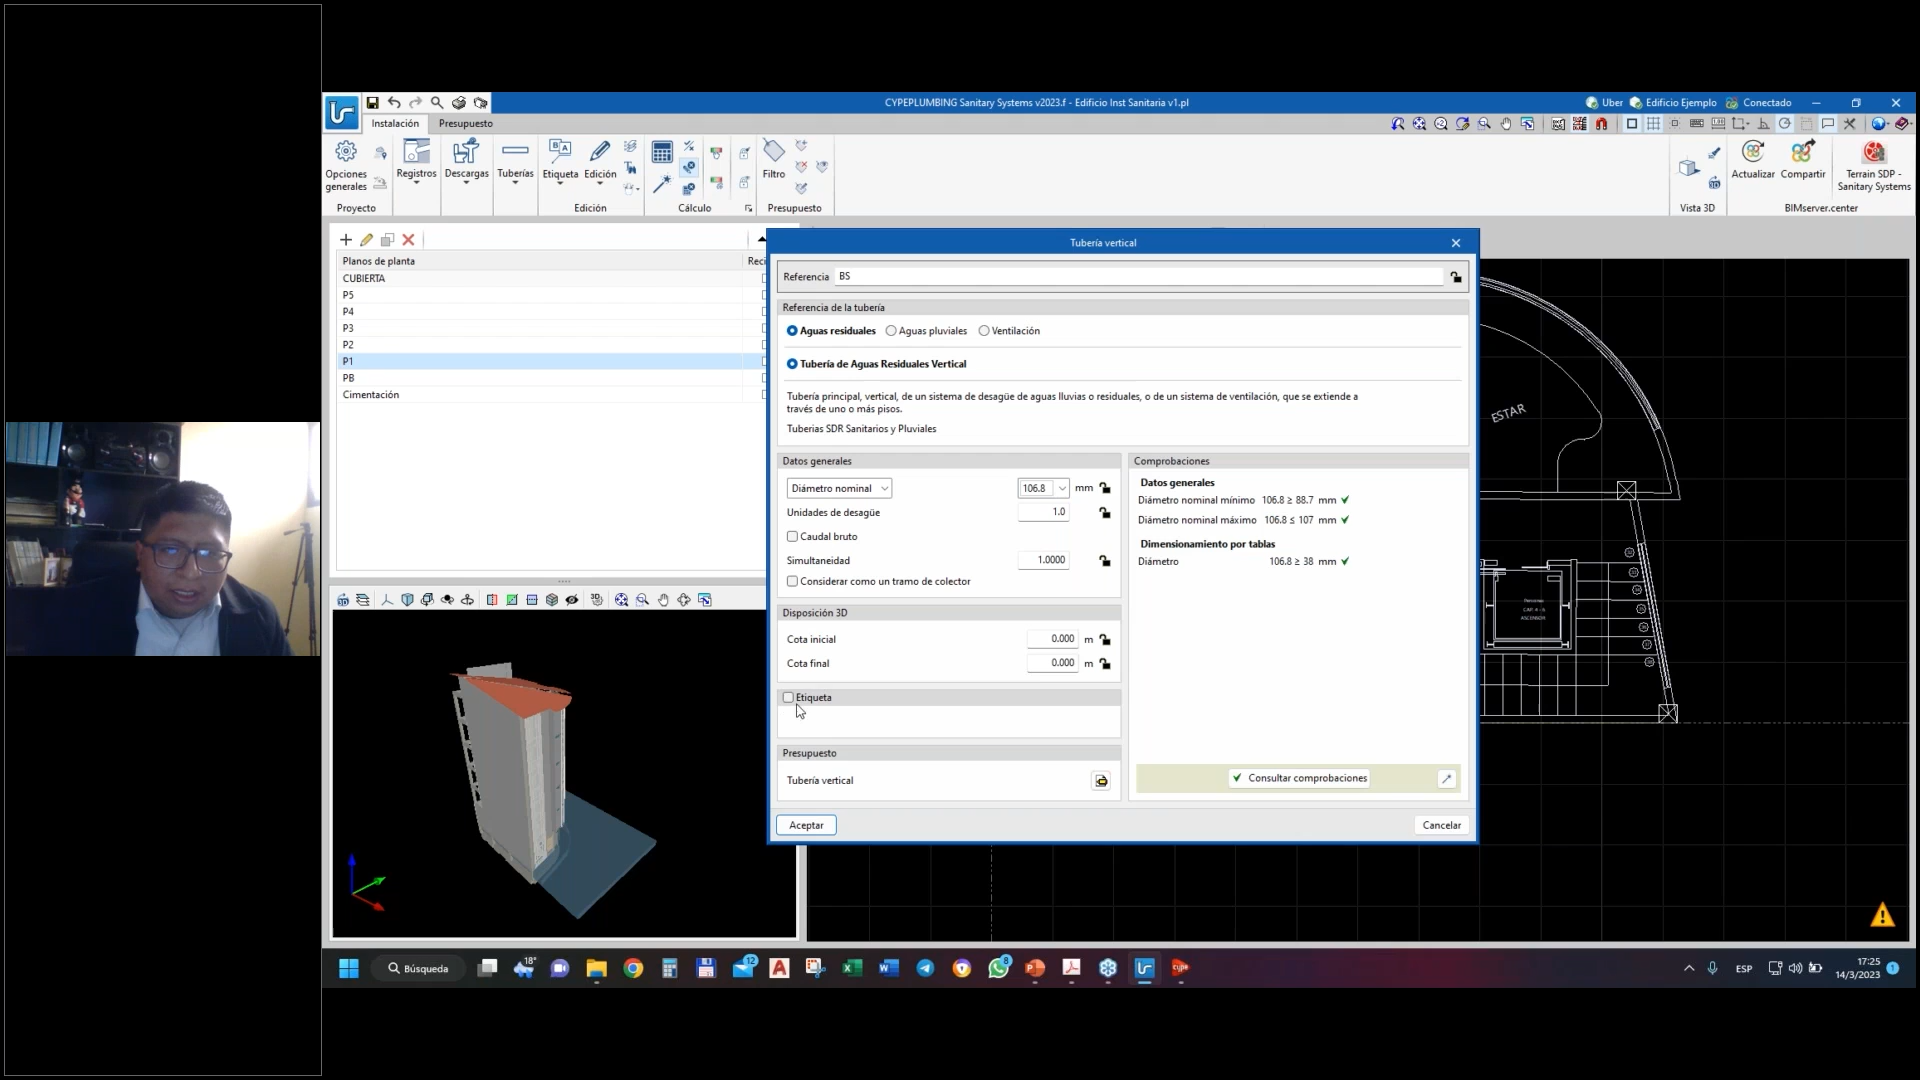 CYPEPLUMBING Sanitary Systems v2023.f - Edificio Inst Sanitaria v1.pl
Uber
Edificio Ejemplo
Conectado
Instalación
Presupuesto
Opciones generales
Registros
Descargas
Tuberías
Etiqueta
Edición
Filtro
Actualizar
Compartir
Terrain SDP - Sanitary Systems
Proyecto
Edición
Cálculo
Presupuesto
Vista 3D
BIMserver.center
Planos de planta
Reci
CUBIERTA
P5
P4
P3
P2
P1
PB
Cimentación
Tubería vertical
Referencia BS
Referencia de la tubería
Aguas residuales
Aguas pluviales
Ventilación
Tubería de Aguas Residuales Vertical
Tubería principal, vertical, de un sistema de desagüe de aguas lluvias o residuales, o de un sistema de ventilación, que se extiende a
través de uno o más pisos.
Tuberias SDR Sanitarios y Pluviales
Datos generales
Diámetro nominal 106.8 mm
Unidades de desagüe 1.0
Caudal bruto
Simultaneidad 1.0000
Considerar como un tramo de colector
Disposición 3D
Cota inicial 0.000 m
Cota final 0.000 m
Etiqueta
Presupuesto
Tubería vertical
Comprobaciones
Datos generales
Diámetro nominal mínimo 106.8 ≥ 88.7 mm
Diámetro nominal máximo 106.8 ≤ 107 mm
Dimensionamiento por tablas
Diámetro 106.8 ≥ 38 mm
Consultar comprobaciones
Aceptar
Cancelar
ESTAR
ASCENSOR
Búsqueda
18°
12
ESP
17:25
14/3/2023